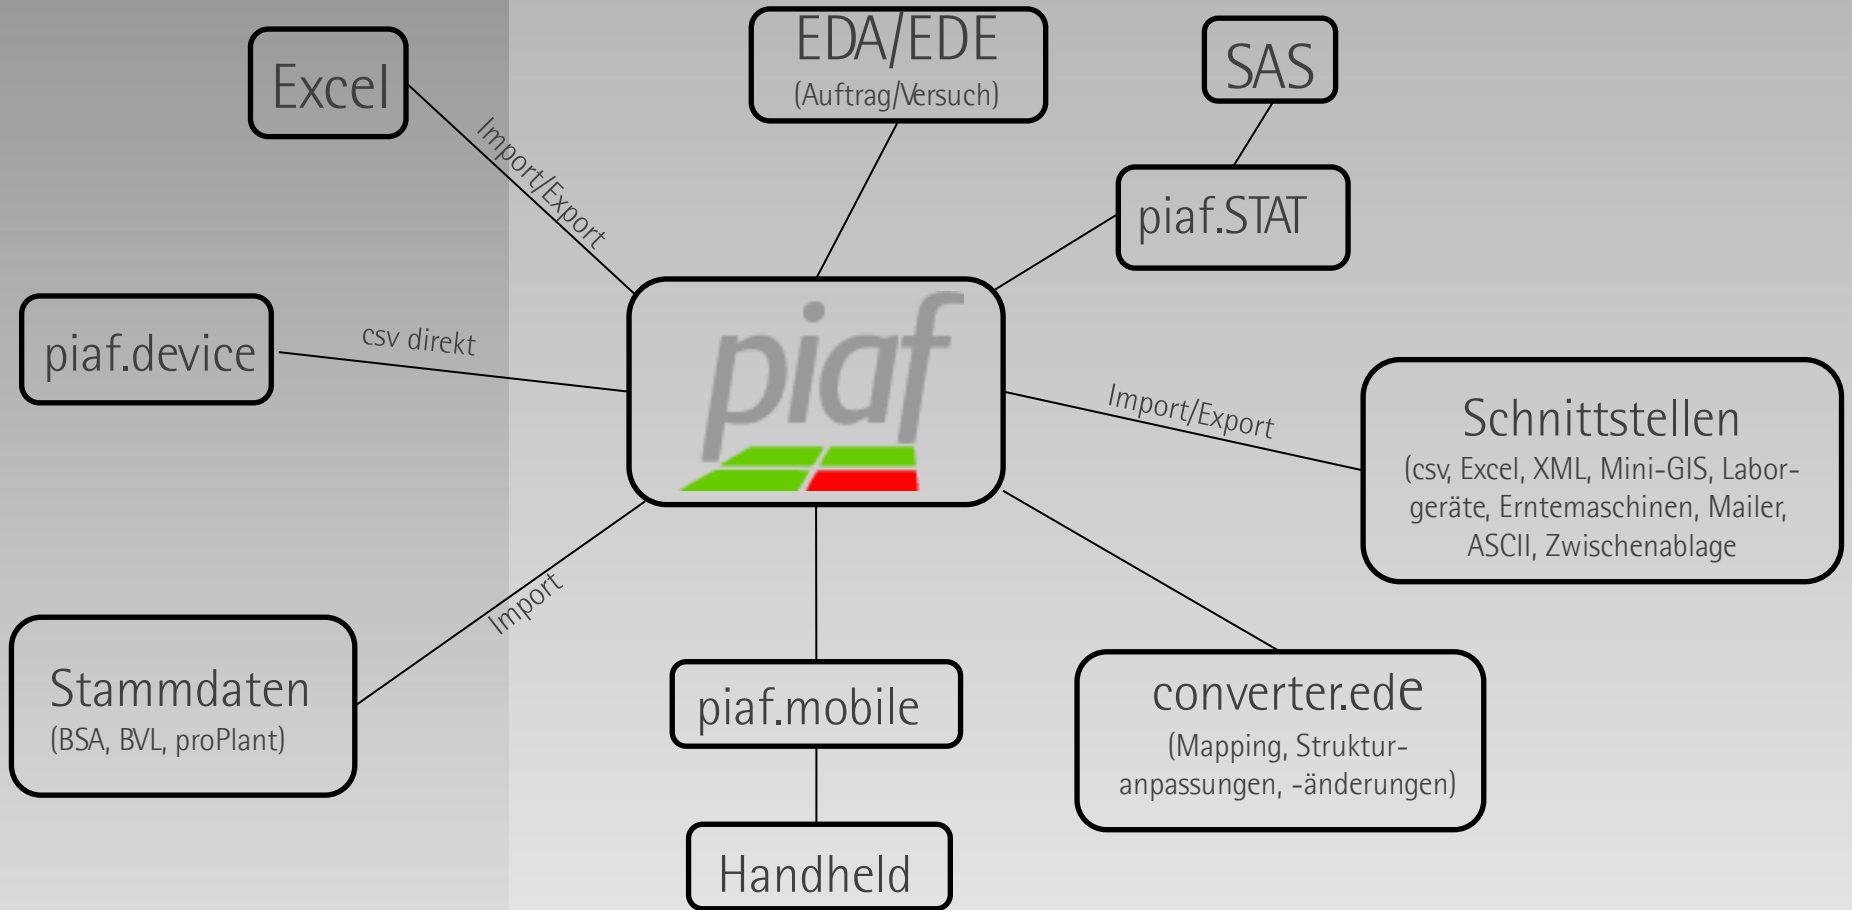 EDA/EDE
(Auftrag/Versuch)
SAS
Excel
Import/Export
piaf.STAT
piaf.device
csv direkt
piaf
Import/Export
Schnittstellen
(csv, Excel, XML, Mini-GIS, Labor-
geräte, Erntemaschinen, Mailer,
ASCII, Zwischenablage
Import
Stammdaten
(BSA, BVL, proPlant)
piaf.mobile
converter.ede
(Mapping, Struktur-
anpassungen, -änderungen)
Handheld